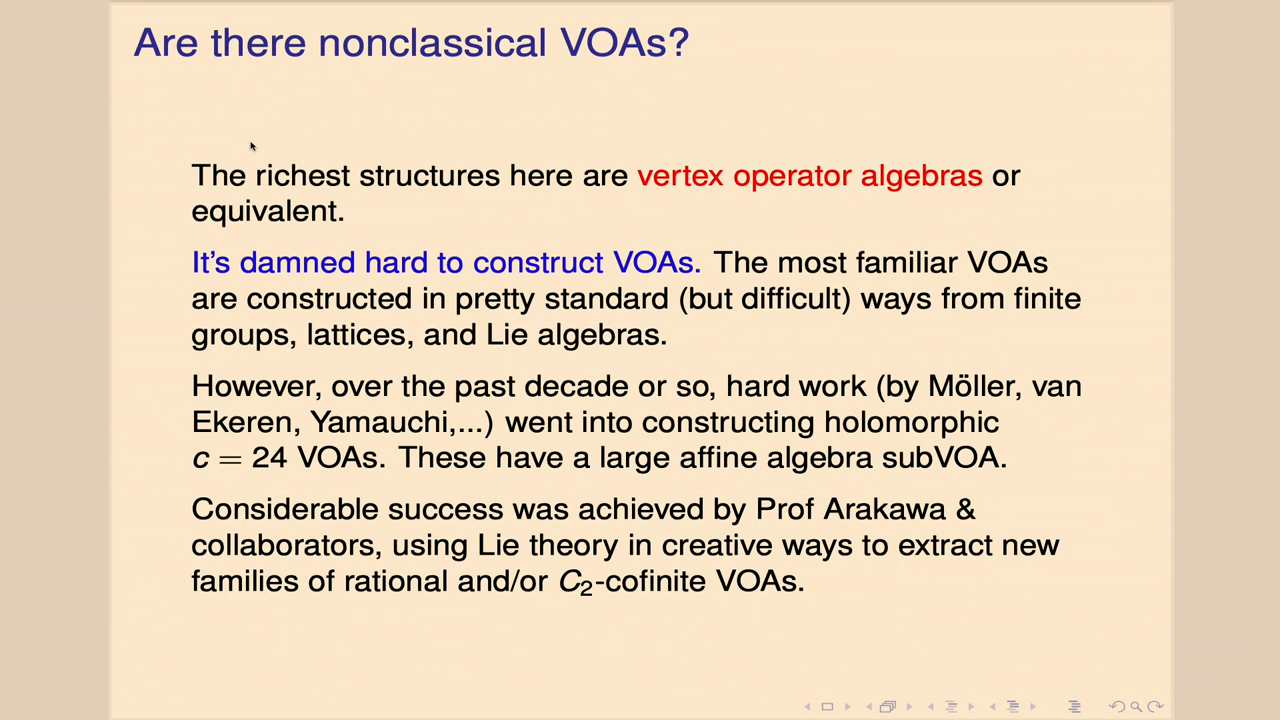 Are there nonclassical VOAs?
The richest structures here are vertex operator algebras or
equivalent.
It's damned hard to construct VOAs. The most familiar VOAs
are constructed in pretty standard (but difficult) ways from finite
groups, lattices, and Lie algebras.
However, over the past decade or so, hard work (by Möller, van
Ekeren, Yamauchi,...) went into constructing holomorphic
c = 24 VOAs. These have a large affine algebra subVOA.
Considerable success was achieved by Prof Arakawa &
collaborators, using Lie theory in creative ways to extract new
families of rational and/or C₂-cofinite VOAs.